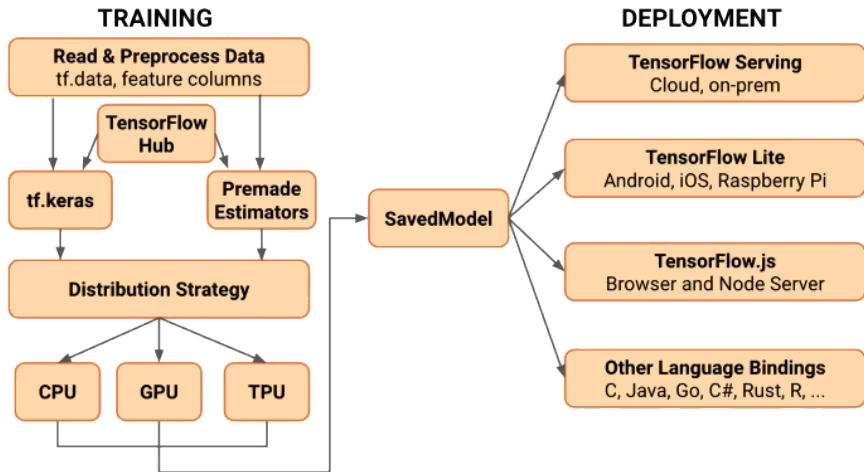 TRAINING
Read & Preprocess Data
tf.data, feature columns
TensorFlow
Hub
tf.keras
Premade
Estimators
Distribution Strategy
CPU
GPU
TPU
SavedModel
DEPLOYMENT
TensorFlow Serving
Cloud, on-prem
TensorFlow Lite
Android, iOS, Raspberry Pi
TensorFlow.js
Browser and Node Server
Other Language Bindings
C, Java, Go, C#, Rust, R, ...